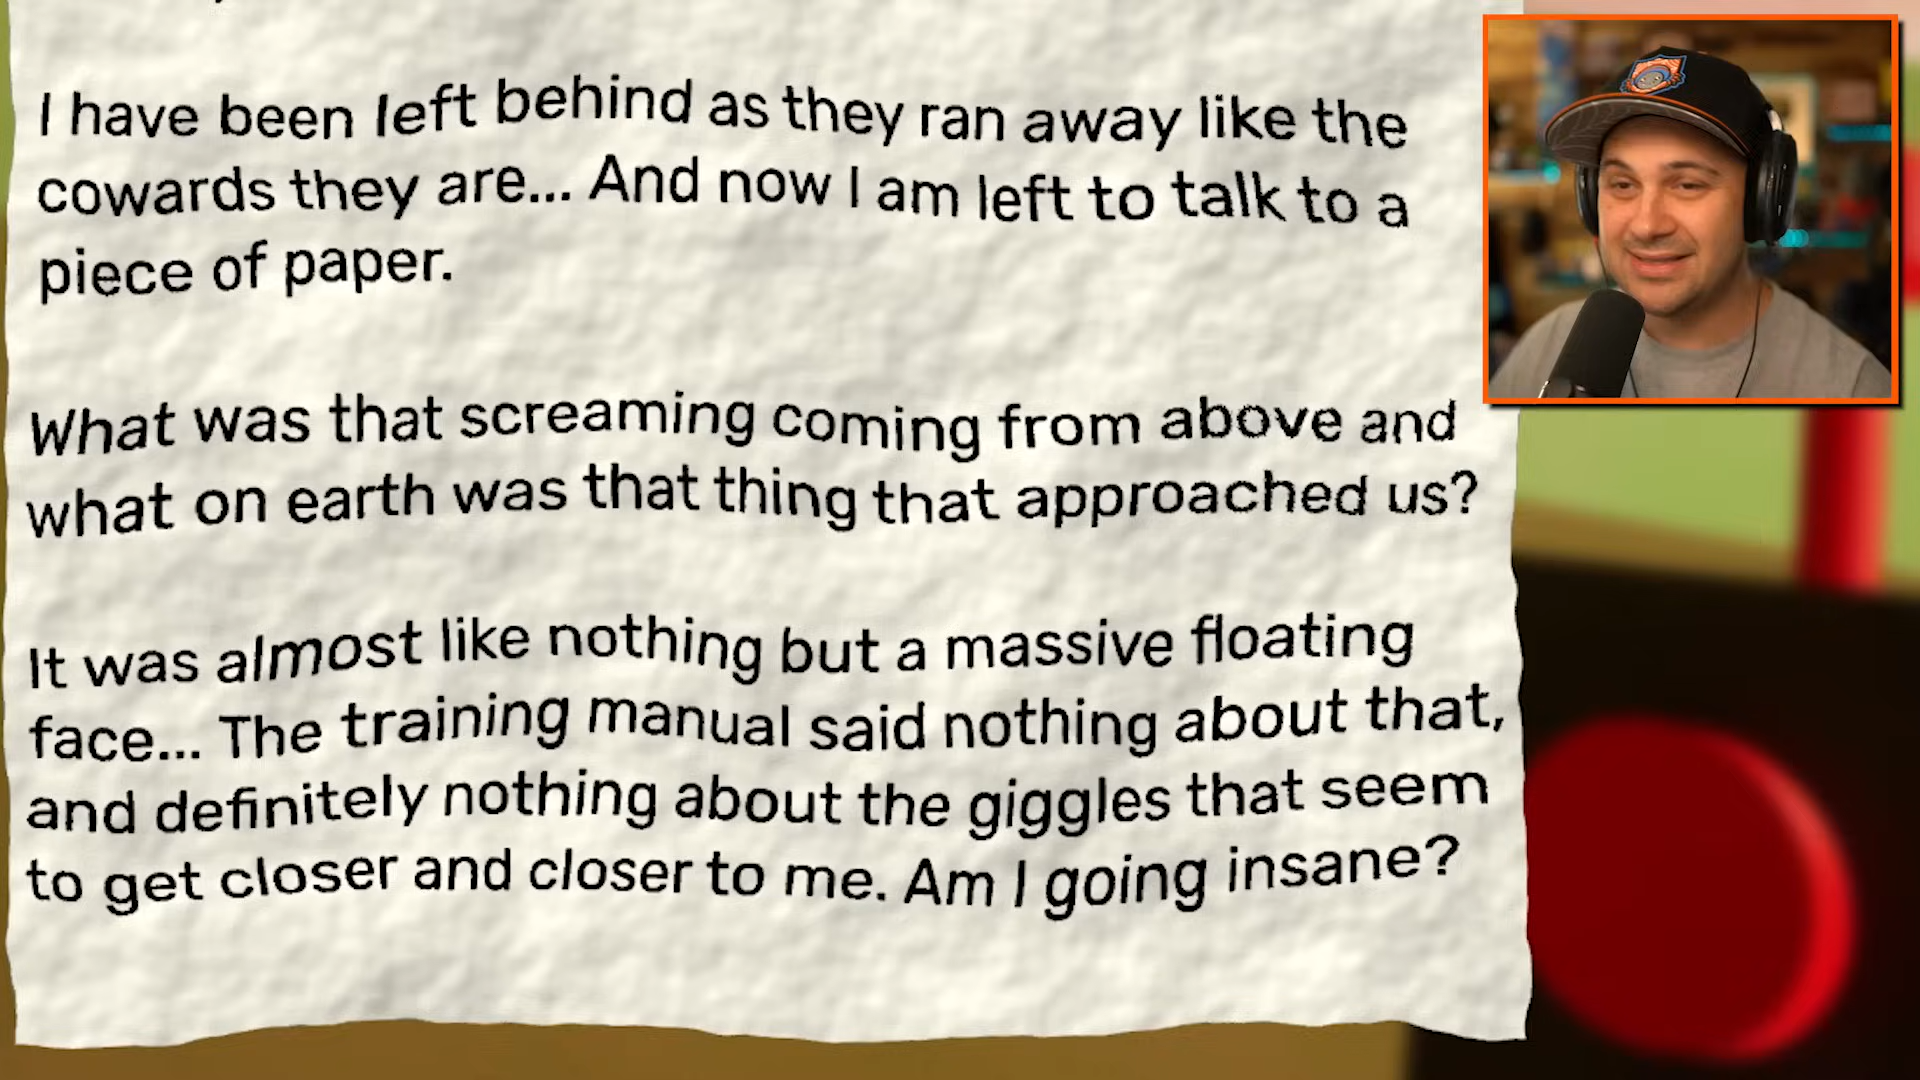 I have been left behind as they ran away like the
cowards they are... And now I am left to talk to a
piece of paper.
What was that screaming coming from above and
what on earth was that thing that approached us?
It was almost like nothing but a massive floating
face... The training manual said nothing about that,
and definitely nothing about the giggles that seem
to get closer and closer to me. Am I going insane?